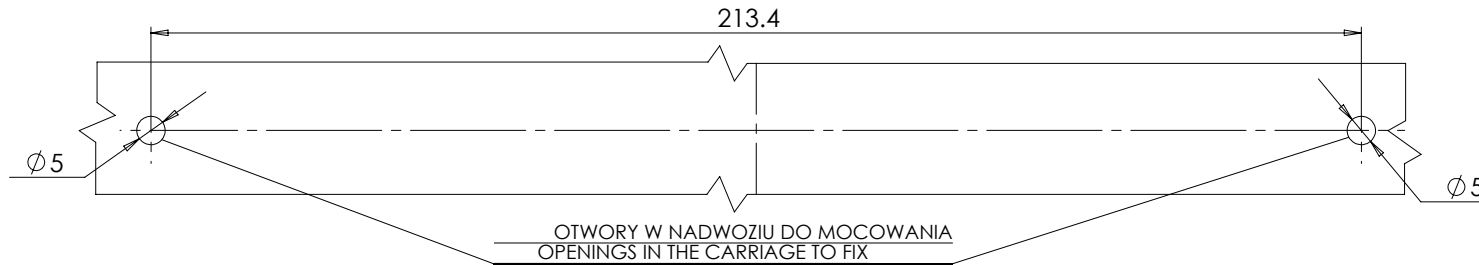 213.4
⌀5
⌀5
OTWORY W NADWOZIU DO MOCOWANIA
OPENINGS IN THE CARRIAGE TO FIX